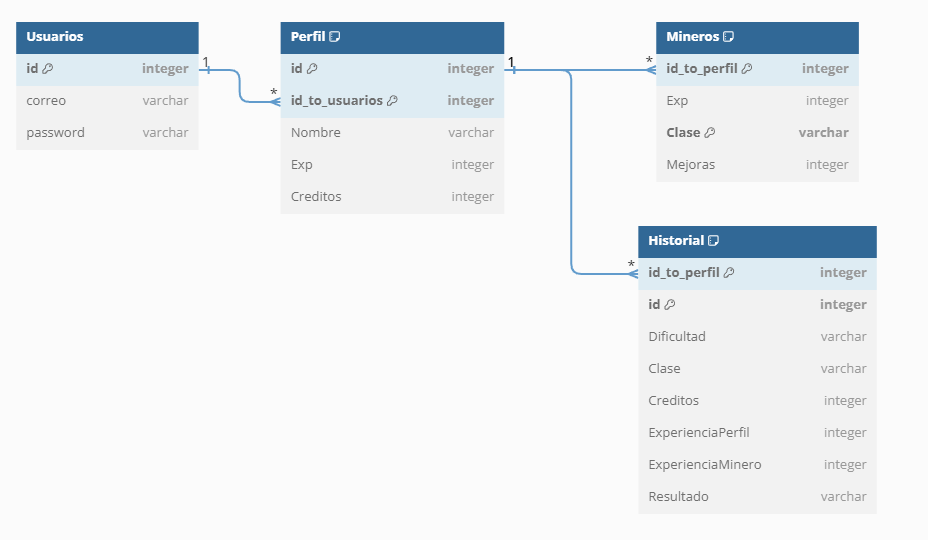 Usuarios
id integer
correo varchar
password varchar
1
*
Perfil
id integer
id_to_usuarios integer
Nombre varchar
Exp integer
Creditos integer
1
*
Mineros
id_to_perfil integer
Exp integer
Clase varchar
Mejoras integer
*
Historial
id_to_perfil integer
id integer
Dificultad varchar
Clase varchar
Creditos integer
ExperienciaPerfil integer
ExperienciaMinero integer
Resultado varchar